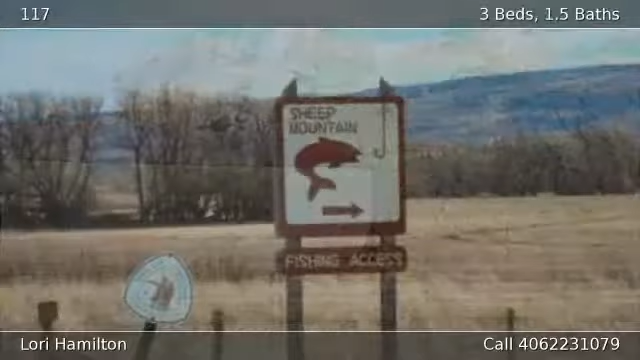 117
3 Beds, 1.5 Baths
SHEEP
MOUNTAIN
FISHING ACCESS
Lori Hamilton
Call 4062231079